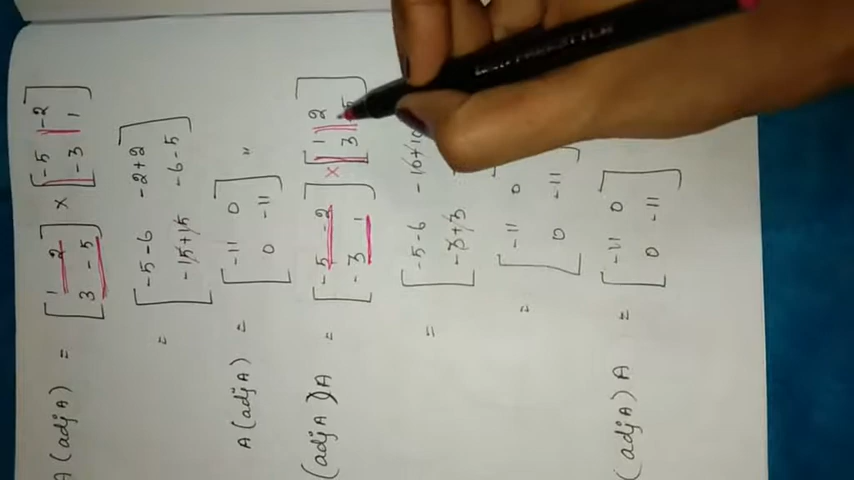 A (adj A) = [1 2 3 -5] × [-5 -2 -3 1]
= [-5-6 -2+2 -15+15 -6-5]
A (adj A) = [-11 0 0 -11] "
(adj A) A = [-5 -2 -3 1] × [1 2 3 5]
= [-5-6 -10+10 -3+3
= [-11 0 0 -11]
(adj A) A = [-11 0 0 -11]